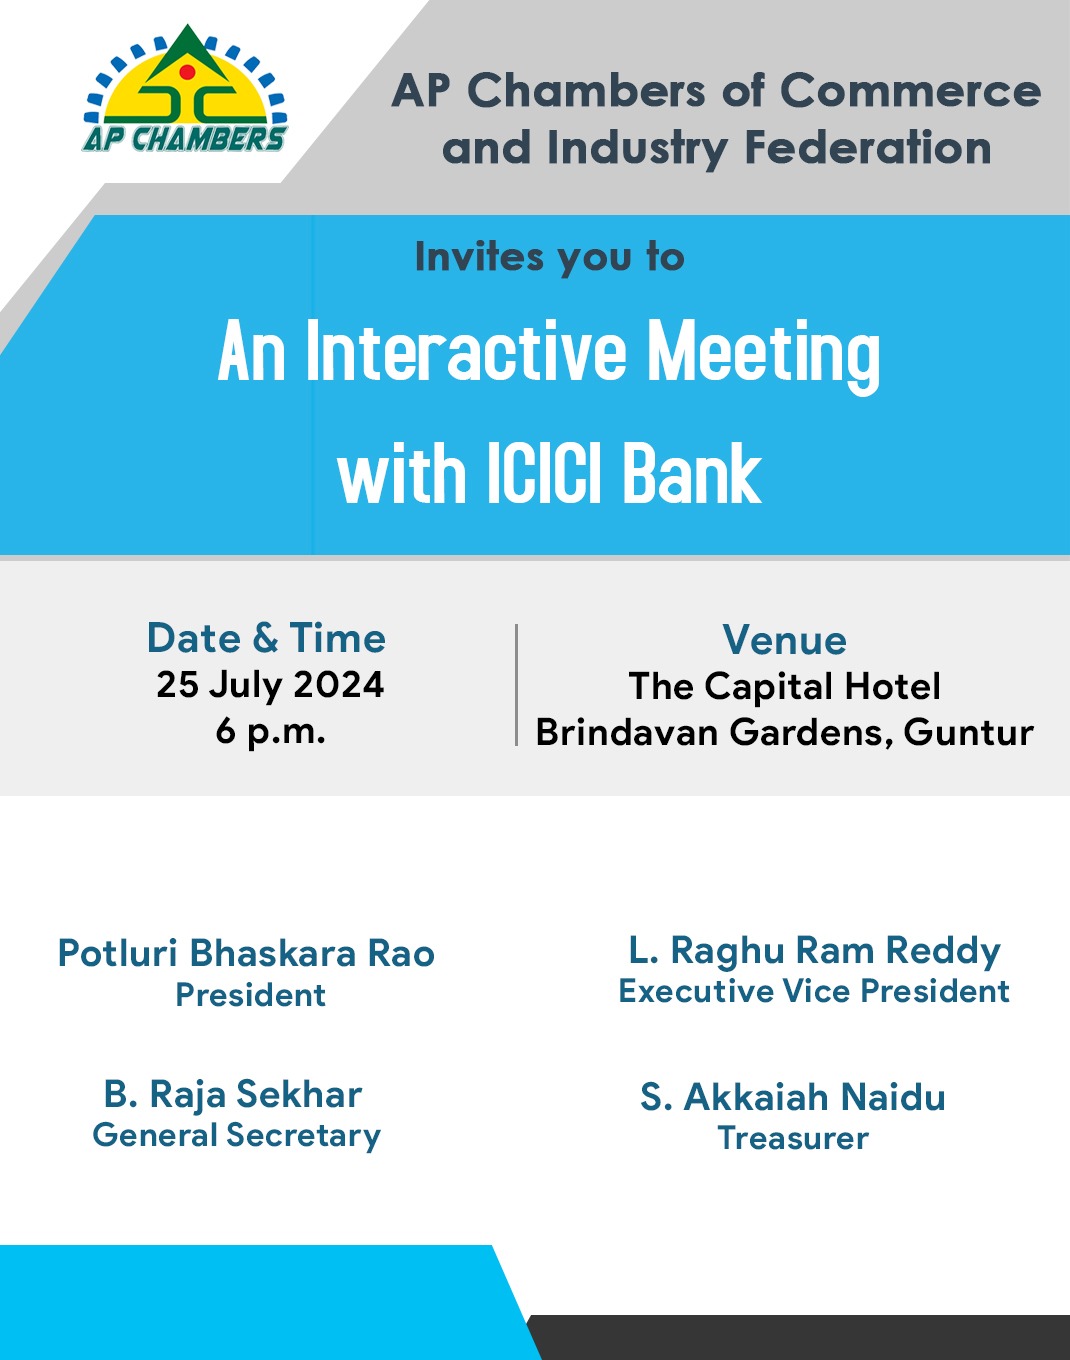 AP CHAMBERS
AP Chambers of Commerce
and Industry Federation
Invites you to
An Interactive Meeting
with ICICI Bank
Date & Time
25 July 2024
6 p.m.
Venue
The Capital Hotel
Brindavan Gardens, Guntur
Potluri Bhaskara Rao
President
L. Raghu Ram Reddy
Executive Vice President
B. Raja Sekhar
General Secretary
S. Akkaiah Naidu
Treasurer